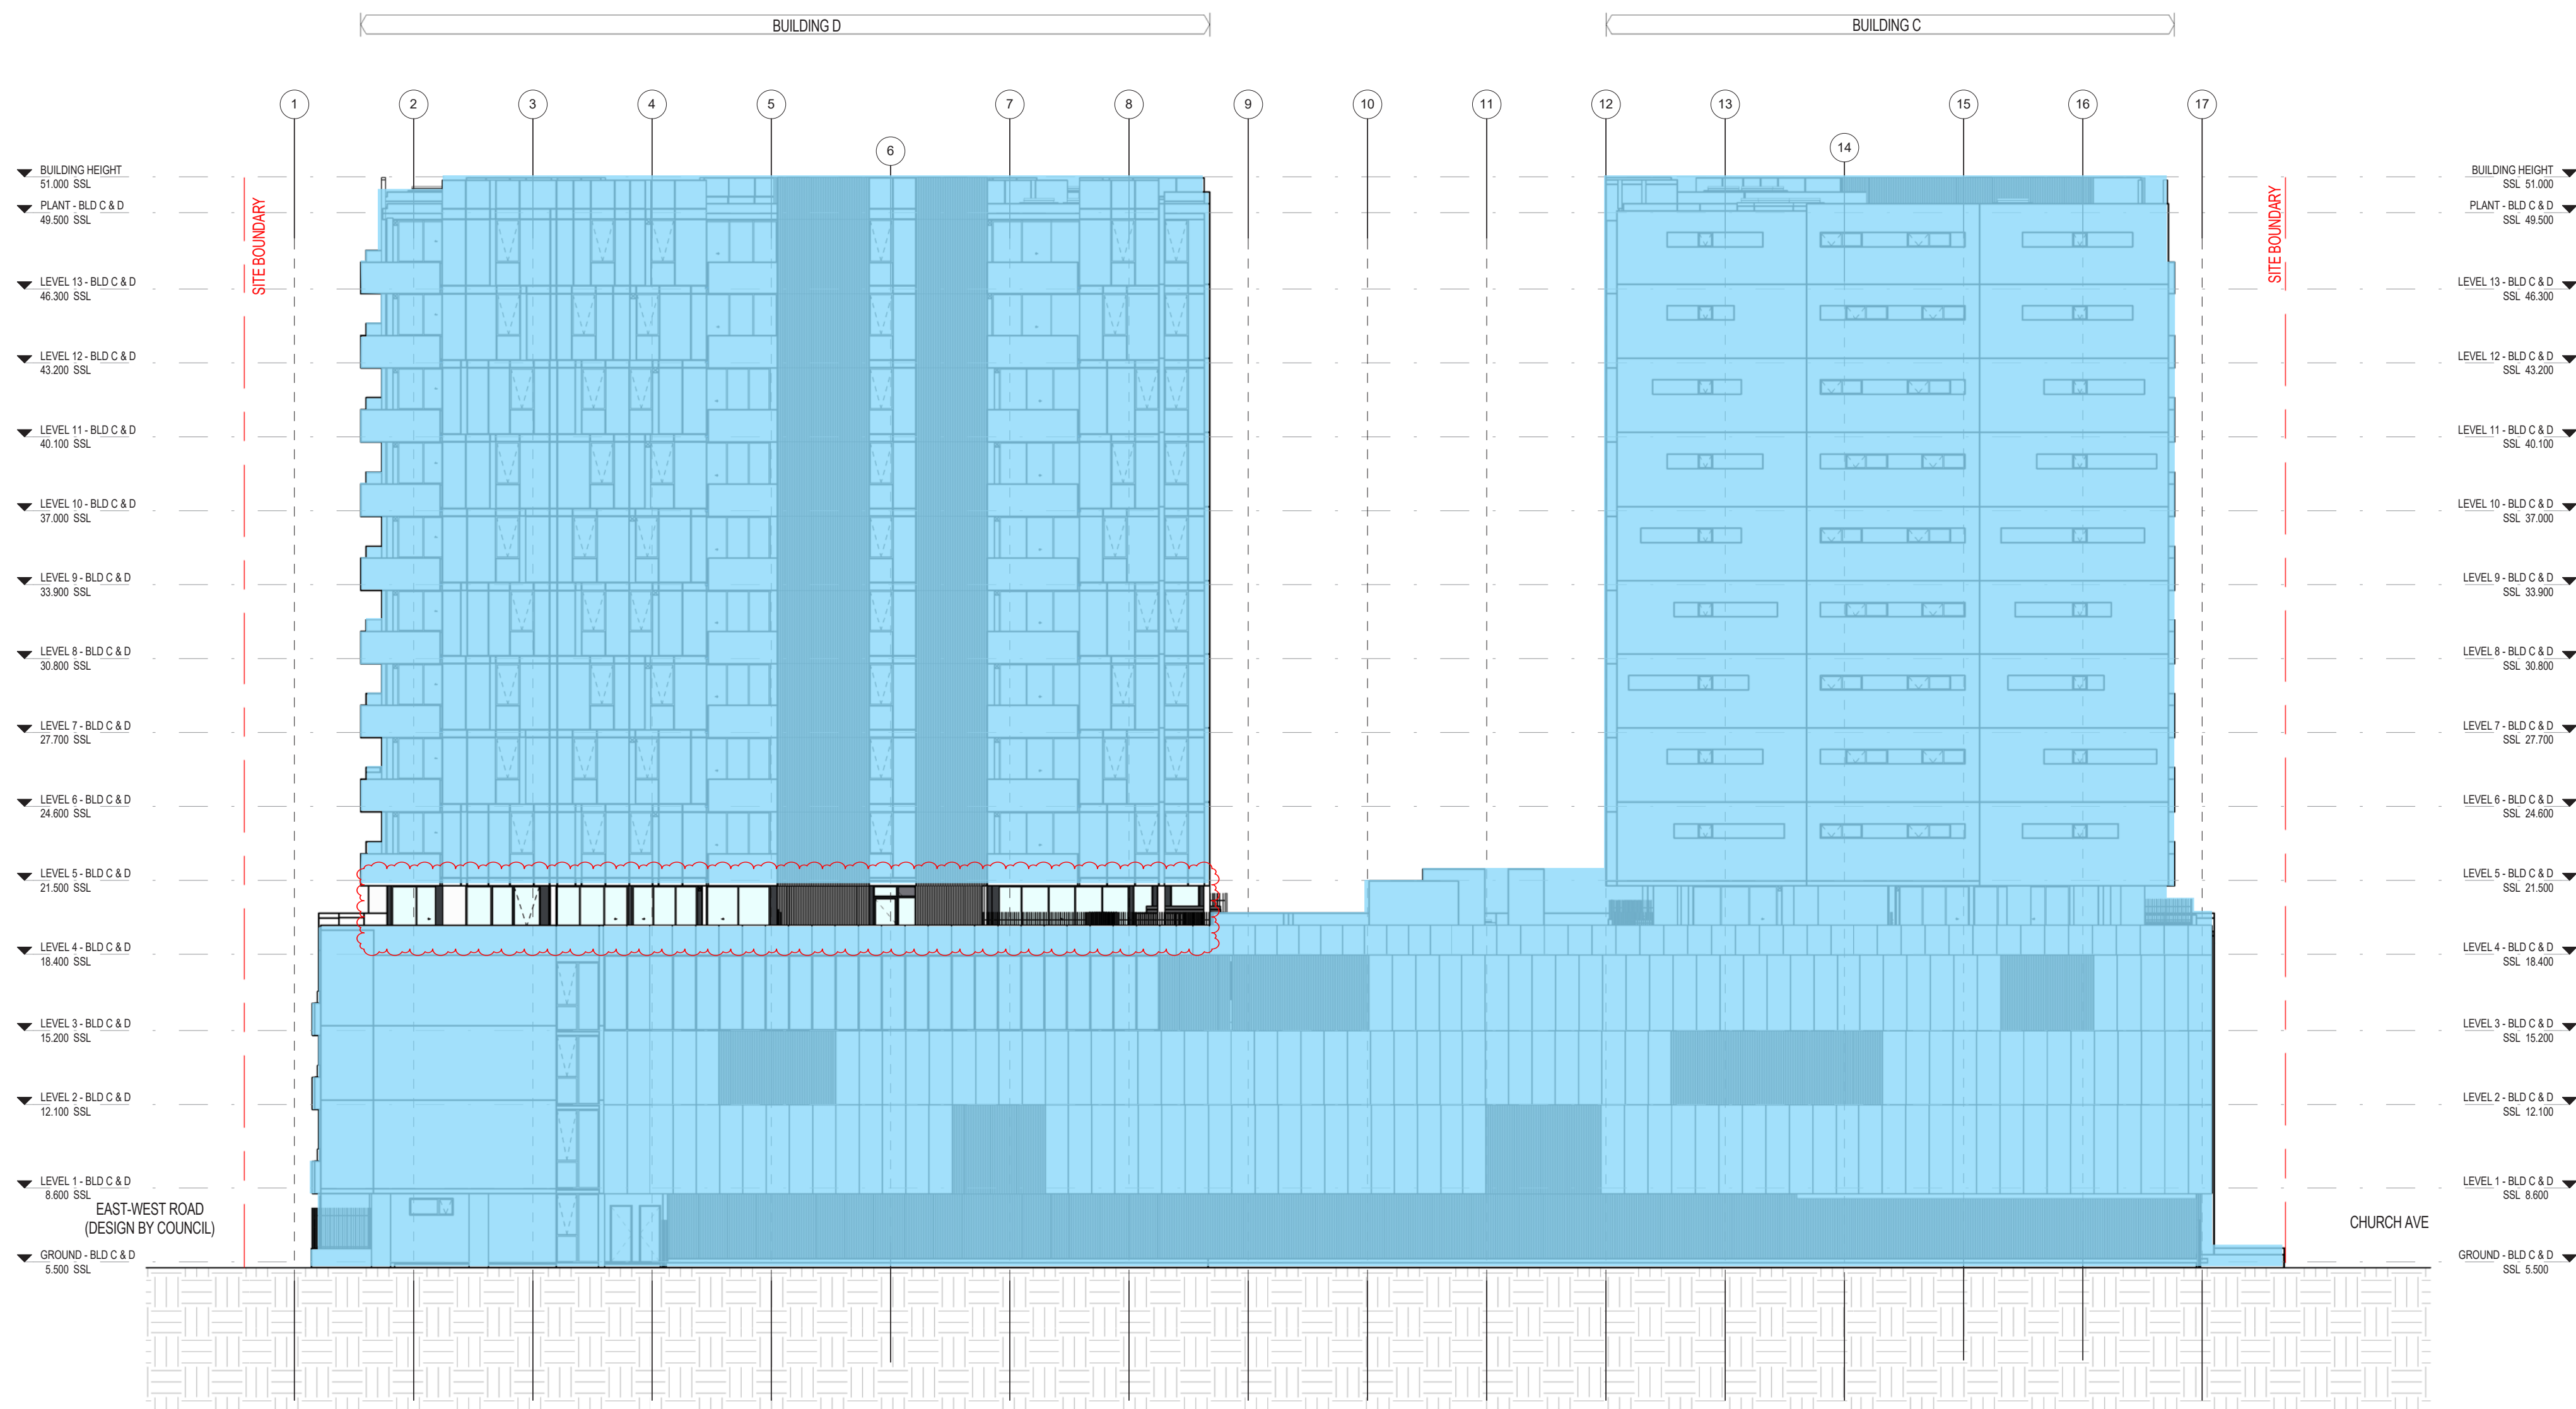 BUILDING D
BUILDING C
1
2
3
4
5
6
7
8
9
10
11
12
13
14
15
16
17
BUILDING HEIGHT
51.000 SSL
PLANT - BLD C & D
49.500 SSL
LEVEL 13 - BLD C & D
46.300 SSL
LEVEL 12 - BLD C & D
43.200 SSL
LEVEL 11 - BLD C & D
40.100 SSL
LEVEL 10 - BLD C & D
37.000 SSL
LEVEL 9 - BLD C & D
33.900 SSL
LEVEL 8 - BLD C & D
30.800 SSL
LEVEL 7 - BLD C & D
27.700 SSL
LEVEL 6 - BLD C & D
24.600 SSL
LEVEL 5 - BLD C & D
21.500 SSL
LEVEL 4 - BLD C & D
18.400 SSL
LEVEL 3 - BLD C & D
15.200 SSL
LEVEL 2 - BLD C & D
12.100 SSL
LEVEL 1 - BLD C & D
8.600 SSL
EAST-WEST ROAD
(DESIGN BY COUNCIL)
GROUND - BLD C & D
5.500 SSL
SITE BOUNDARY
SITE BOUNDARY
BUILDING HEIGHT
SSL 51.000
PLANT - BLD C & D
SSL 49.500
LEVEL 13 - BLD C & D
SSL 46.300
LEVEL 12 - BLD C & D
SSL 43.200
LEVEL 11 - BLD C & D
SSL 40.100
LEVEL 10 - BLD C & D
SSL 37.000
LEVEL 9 - BLD C & D
SSL 33.900
LEVEL 8 - BLD C & D
SSL 30.800
LEVEL 7 - BLD C & D
SSL 27.700
LEVEL 6 - BLD C & D
SSL 24.600
LEVEL 5 - BLD C & D
SSL 21.500
LEVEL 4 - BLD C & D
SSL 18.400
LEVEL 3 - BLD C & D
SSL 15.200
LEVEL 2 - BLD C & D
SSL 12.100
LEVEL 1 - BLD C & D
SSL 8.600
CHURCH AVE
GROUND - BLD C & D
SSL 5.500